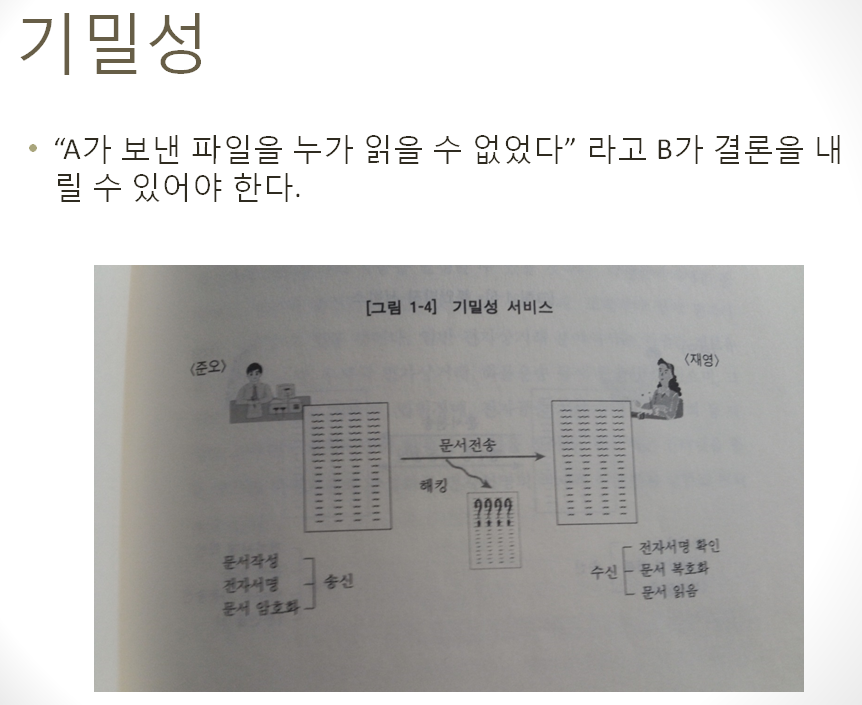 기밀성
• “A가 보낸 파일을 누가 읽을 수 없었다” 라고 B가 결론을 내
릴 수 있어야 한다.
[그림 1-4] 기밀성 서비스
<준오>
<재영>
문서전송
해킹
????
문서작성
전자서명
문서 암호화
송신
수신
전자서명 확인
문서 복호화
문서 읽음